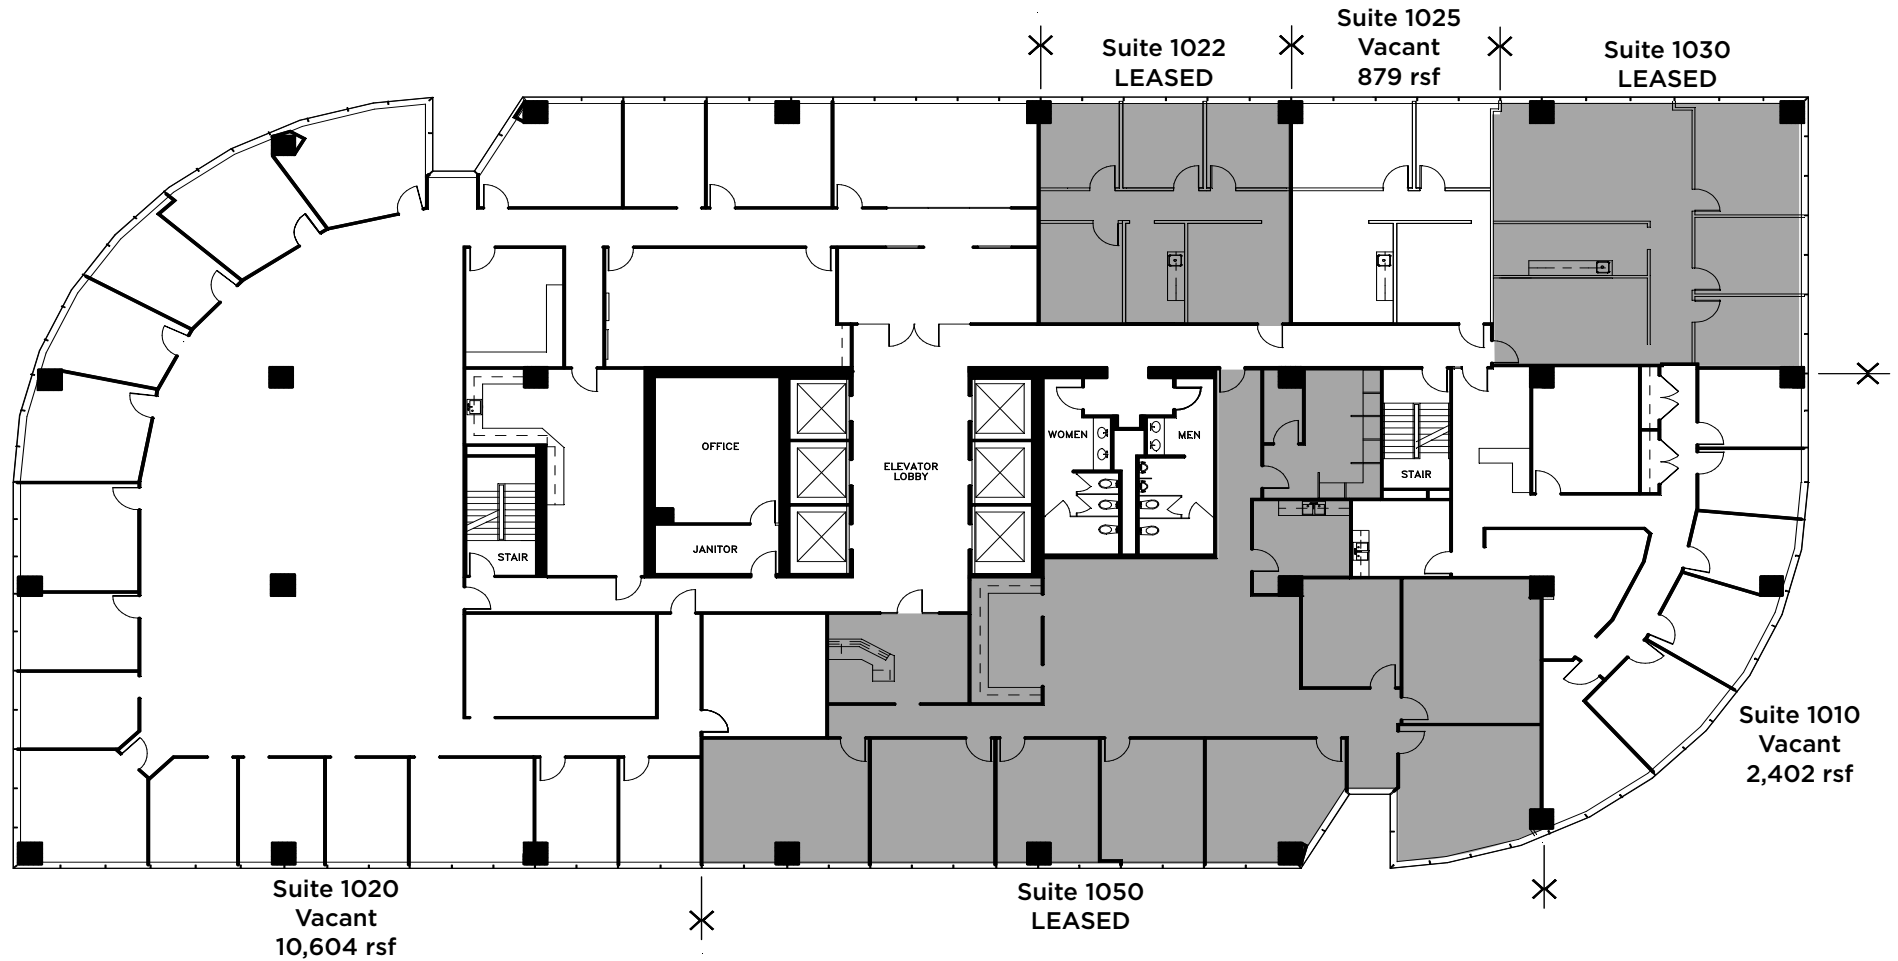 Suite 1022
LEASED
Suite 1025
Vacant
879 rsf
Suite 1030
LEASED
OFFICE
JANITOR
STAIR
ELEVATOR
LOBBY
WOMEN
MEN
STAIR
Suite 1010
Vacant
2,402 rsf
Suite 1020
Vacant
10,604 rsf
Suite 1050
LEASED